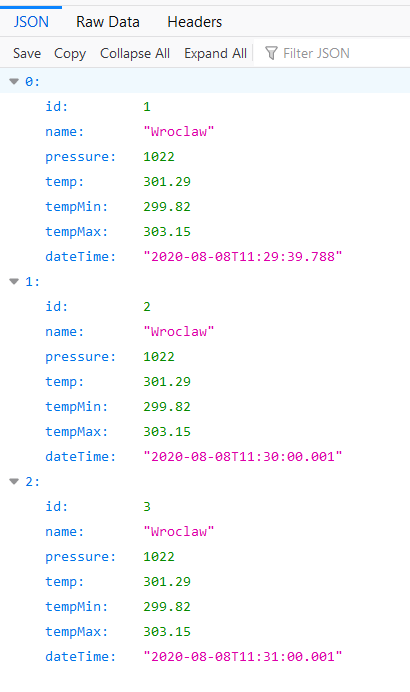 JSON Raw Data Headers
Save Copy Collapse All Expand All Filter JSON
0:
id: 1
name: "Wroclaw"
pressure: 1022
temp: 301.29
tempMin: 299.82
tempMax: 303.15
dateTime: "2020-08-08T11:29:39.788"
1:
id: 2
name: "Wroclaw"
pressure: 1022
temp: 301.29
tempMin: 299.82
tempMax: 303.15
dateTime: "2020-08-08T11:30:00.001"
2:
id: 3
name: "Wroclaw"
pressure: 1022
temp: 301.29
tempMin: 299.82
tempMax: 303.15
dateTime: "2020-08-08T11:31:00.001"